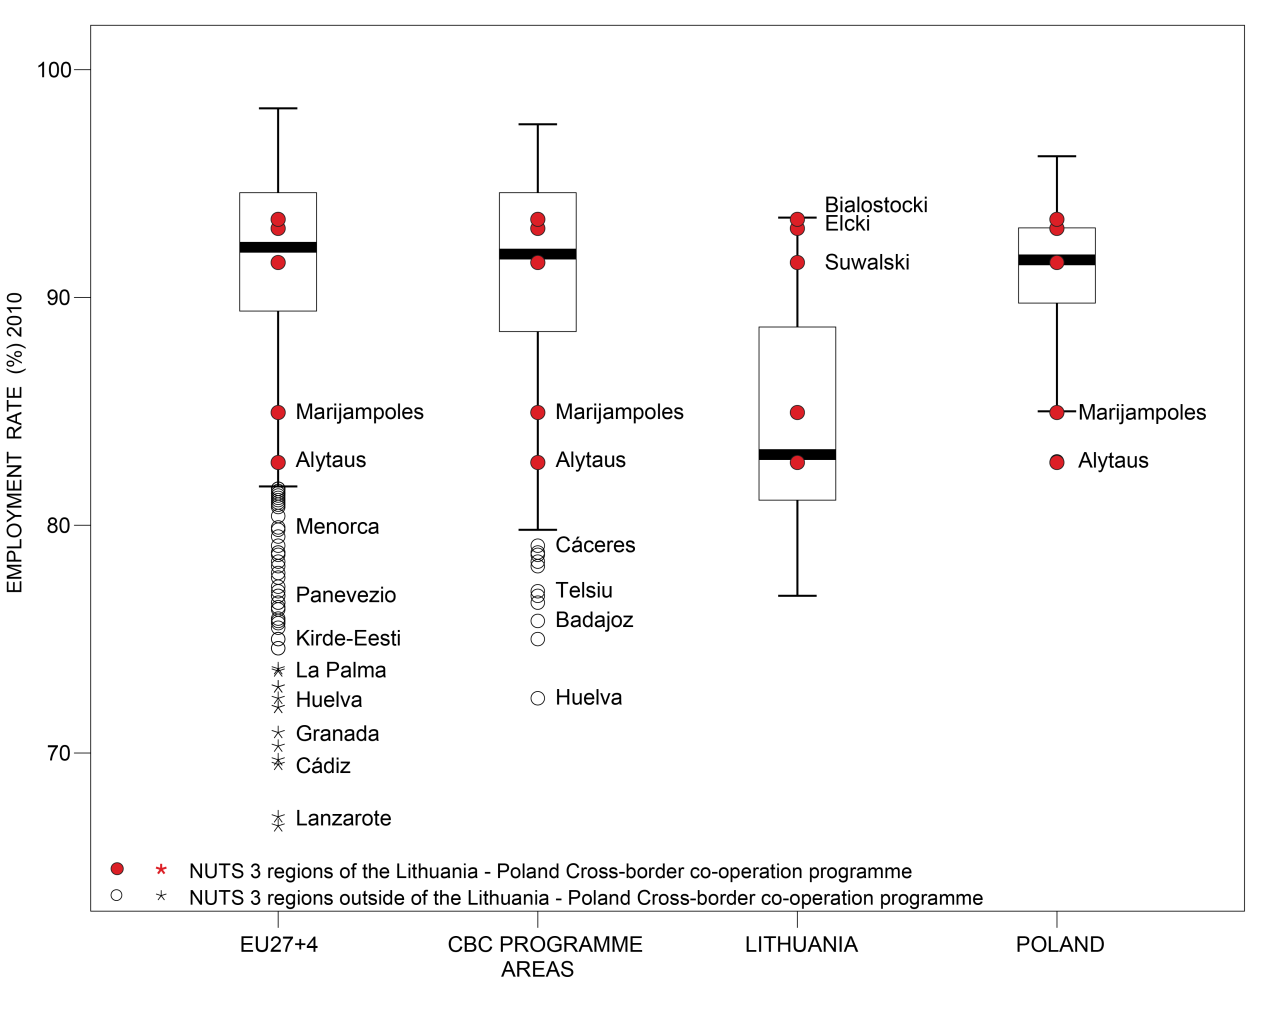 EMPLOYMENT RATE (%) 2010
100
90
80
70
Marijampoles
Alytaus
Menorca
Panevezio
Kirde-Eesti
La Palma
Huelva
Granada
Cádiz
Lanzarote
Marijampoles
Alytaus
Cáceres
Telsiu
Badajoz
Huelva
Bialostocki
Elcki
Suwalski
Marijampoles
Alytaus
NUTS 3 regions of the Lithuania - Poland Cross-border co-operation programme
NUTS 3 regions outside of the Lithuania - Poland Cross-border co-operation programme
EU27+4
CBC PROGRAMME
AREAS
LITHUANIA
POLAND